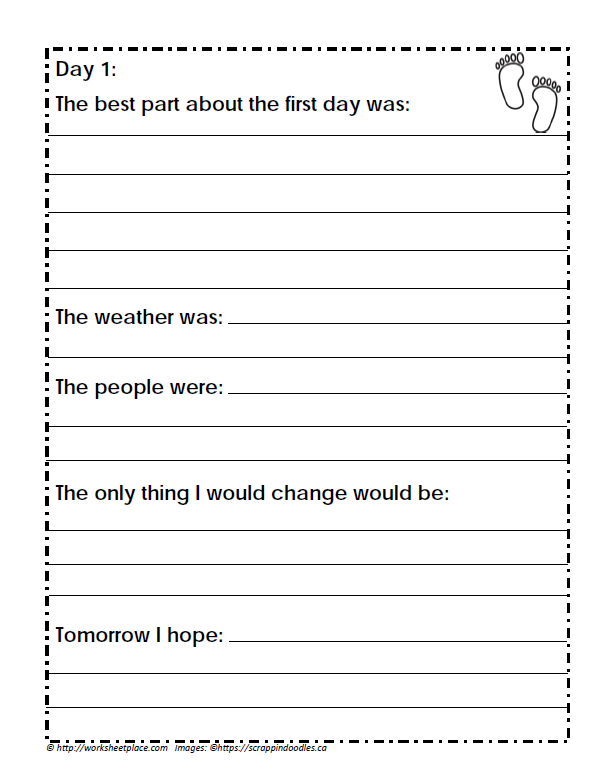 Day 1:
The best part about the first day was:
The weather was:
The people were:
The only thing I would change would be:
Tomorrow I hope:
© http://worksheetplace.com Images: ©https://scrappindoodles.ca